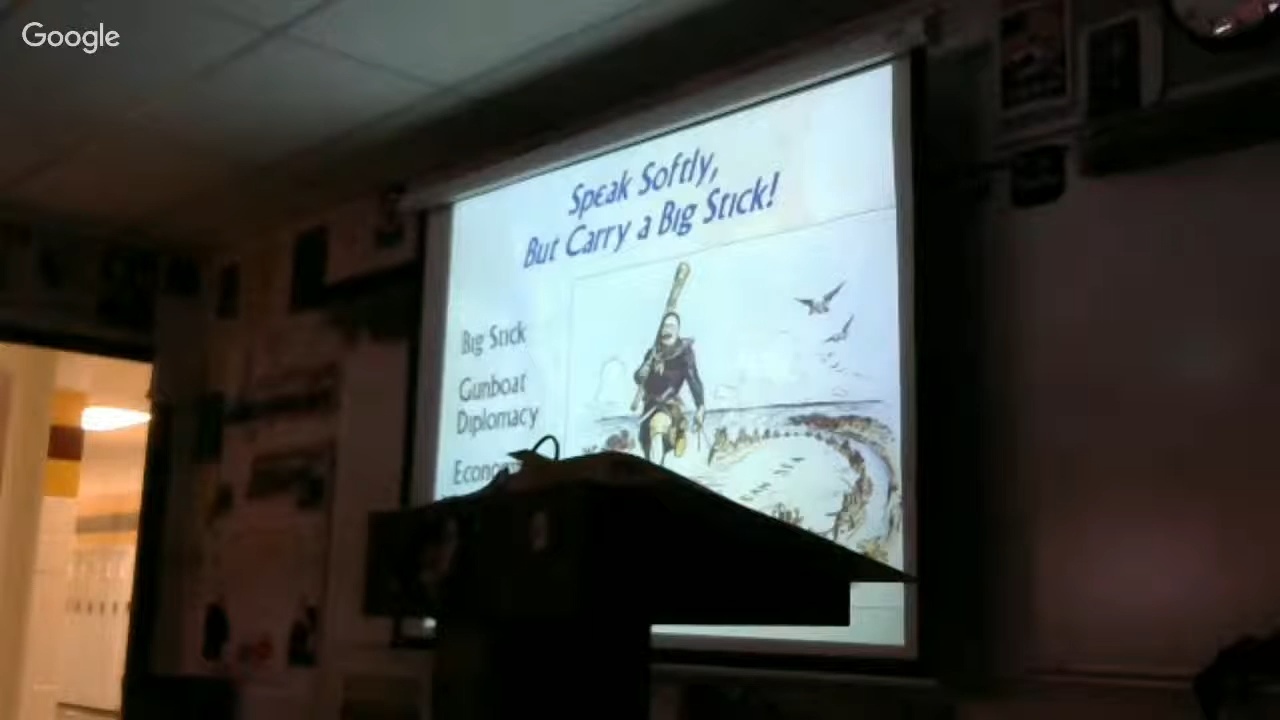 Google
Speak Softly,
But Carry a Big Stick!
Big Stick
Gunboat
Diplomacy